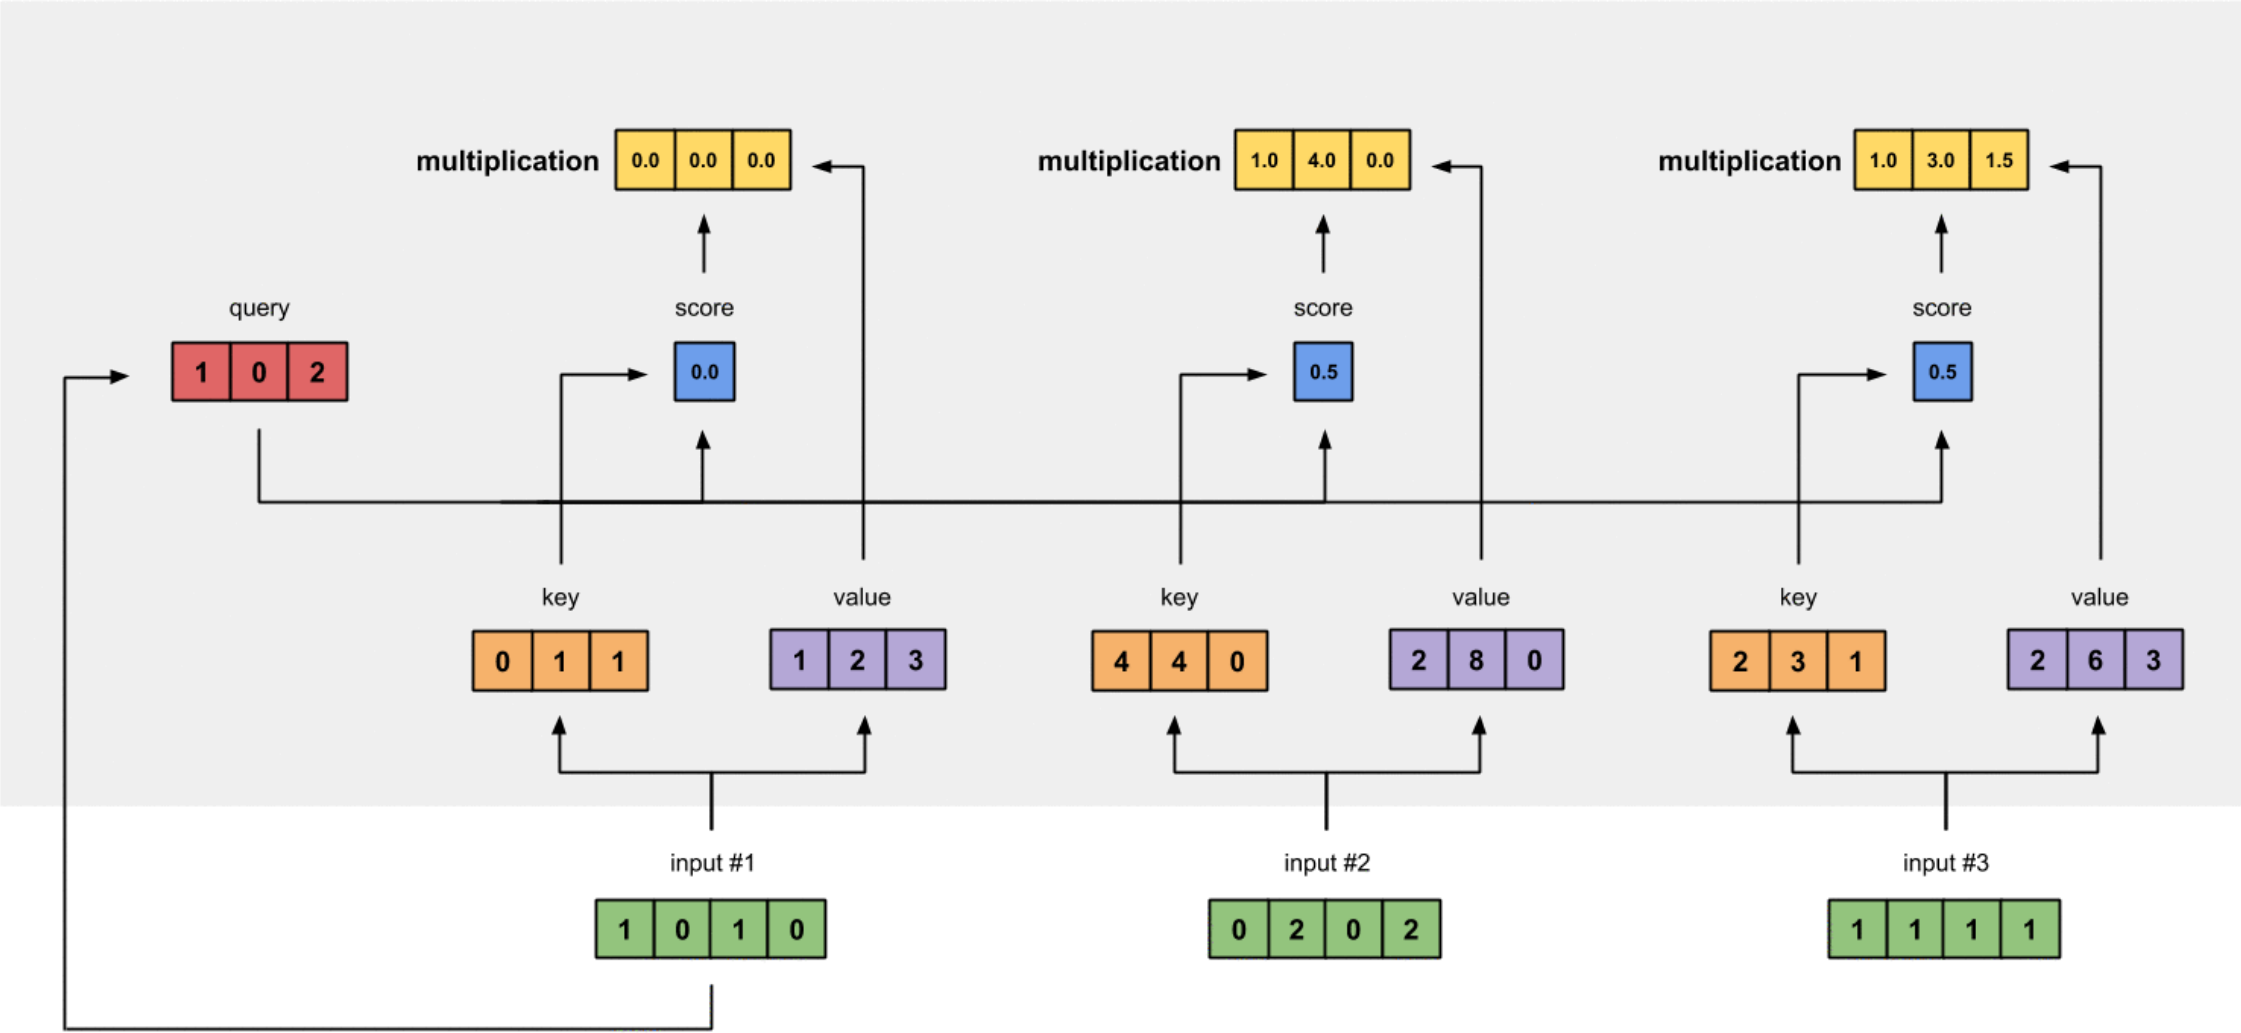 multiplication 0.0 0.0 0.0 multiplication 1.0 4.0 0.0 multiplication 1.0 3.0 1.5
query score score score
1 0 2 0.0 0.5 0.5
key value key value key value
0 1 1 1 2 3 4 4 0 2 8 0 2 3 1 2 6 3
input #1 input #2 input #3
1 0 1 0 0 2 0 2 1 1 1 1